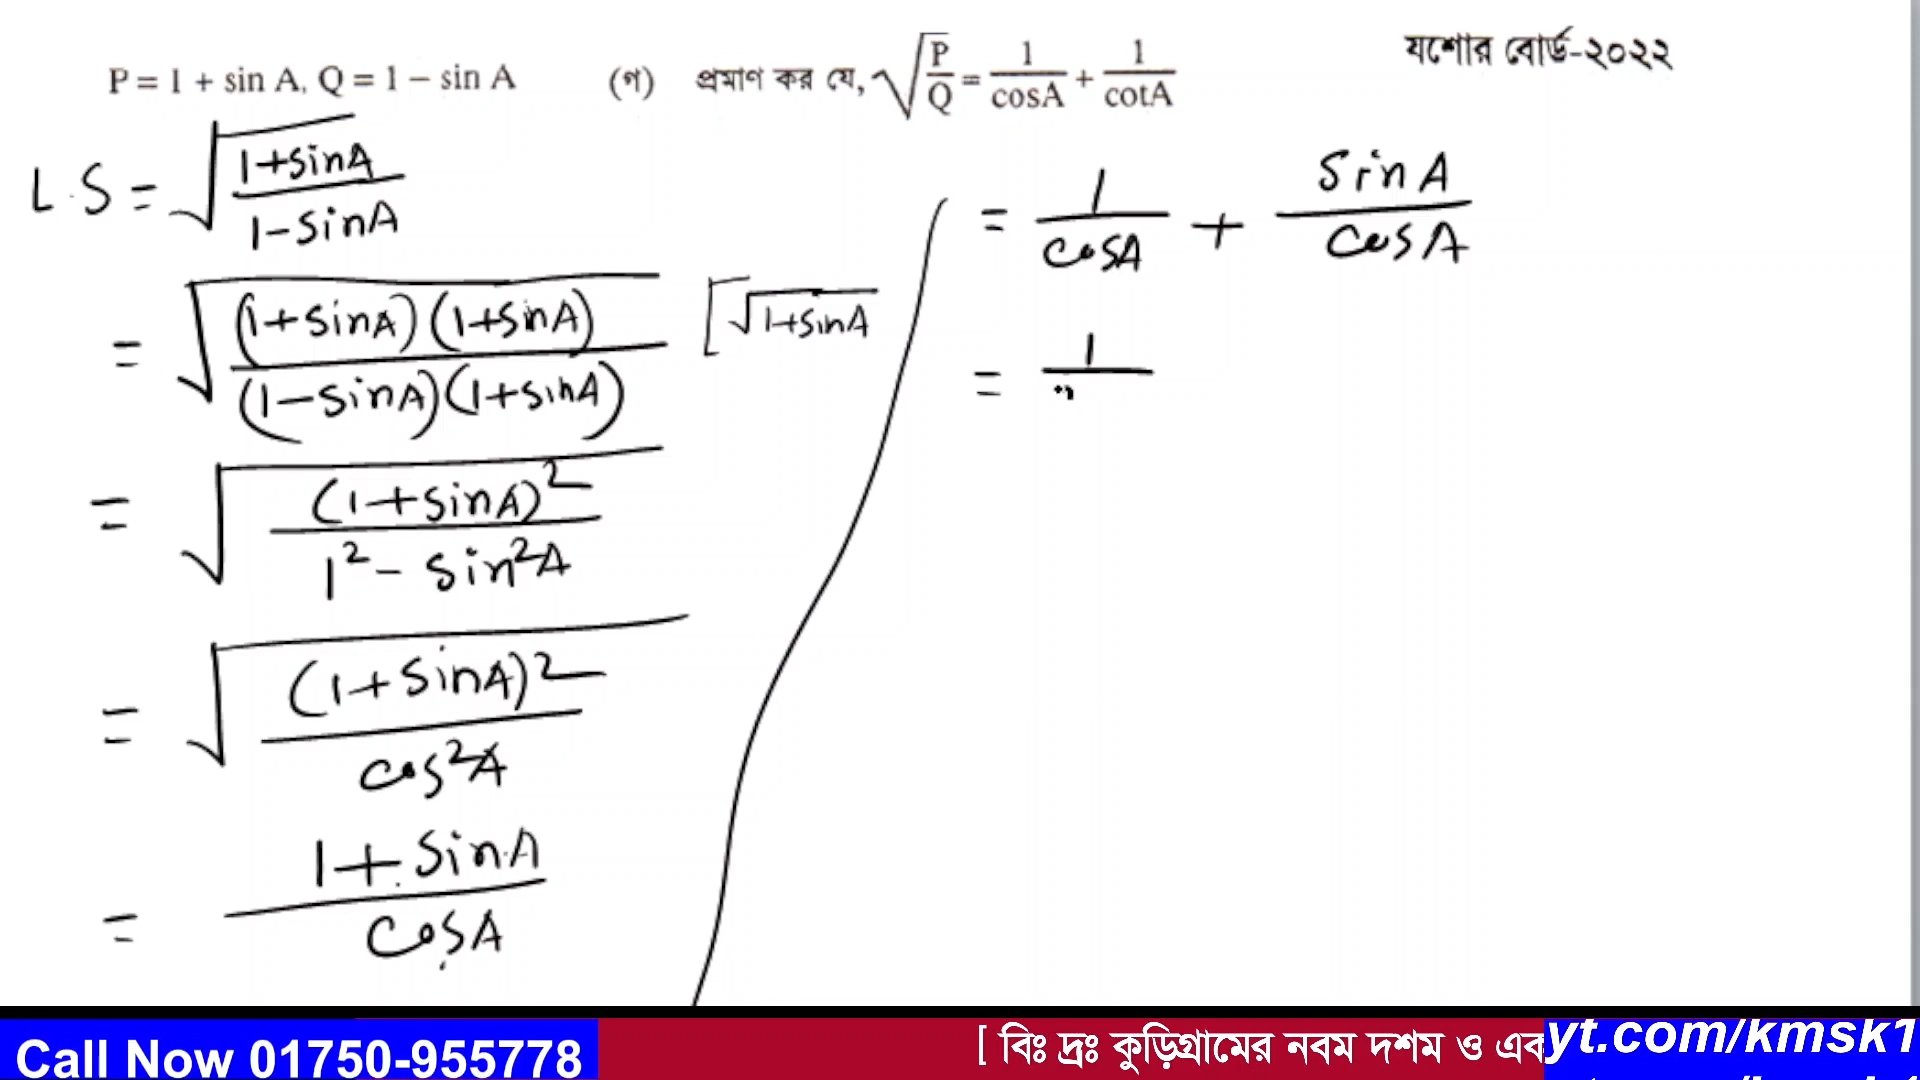 P = 1 + sin A, Q = 1 – sin A (গ) প্রমাণ কর যে, √(P/Q) = 1/cosA + 1/cotA
যশোর বোর্ড-২০২২
L.S = √((1+sinA)/(1-sinA))
= √((1+sinA)(1+sinA)/(1-sinA)(1+sinA)) [√(1+sinA)
= √((1+sinA)²/(1²-sin²A))
= √((1+sinA)²/cos²A)
= (1+sinA)/cosA
= 1/cosA + sinA/cosA
= 1/
Call Now 01750-955778
[ বিঃ দ্রঃ কুড়িগ্রামের নবম দশম ও এক
yt.com/kmsk1